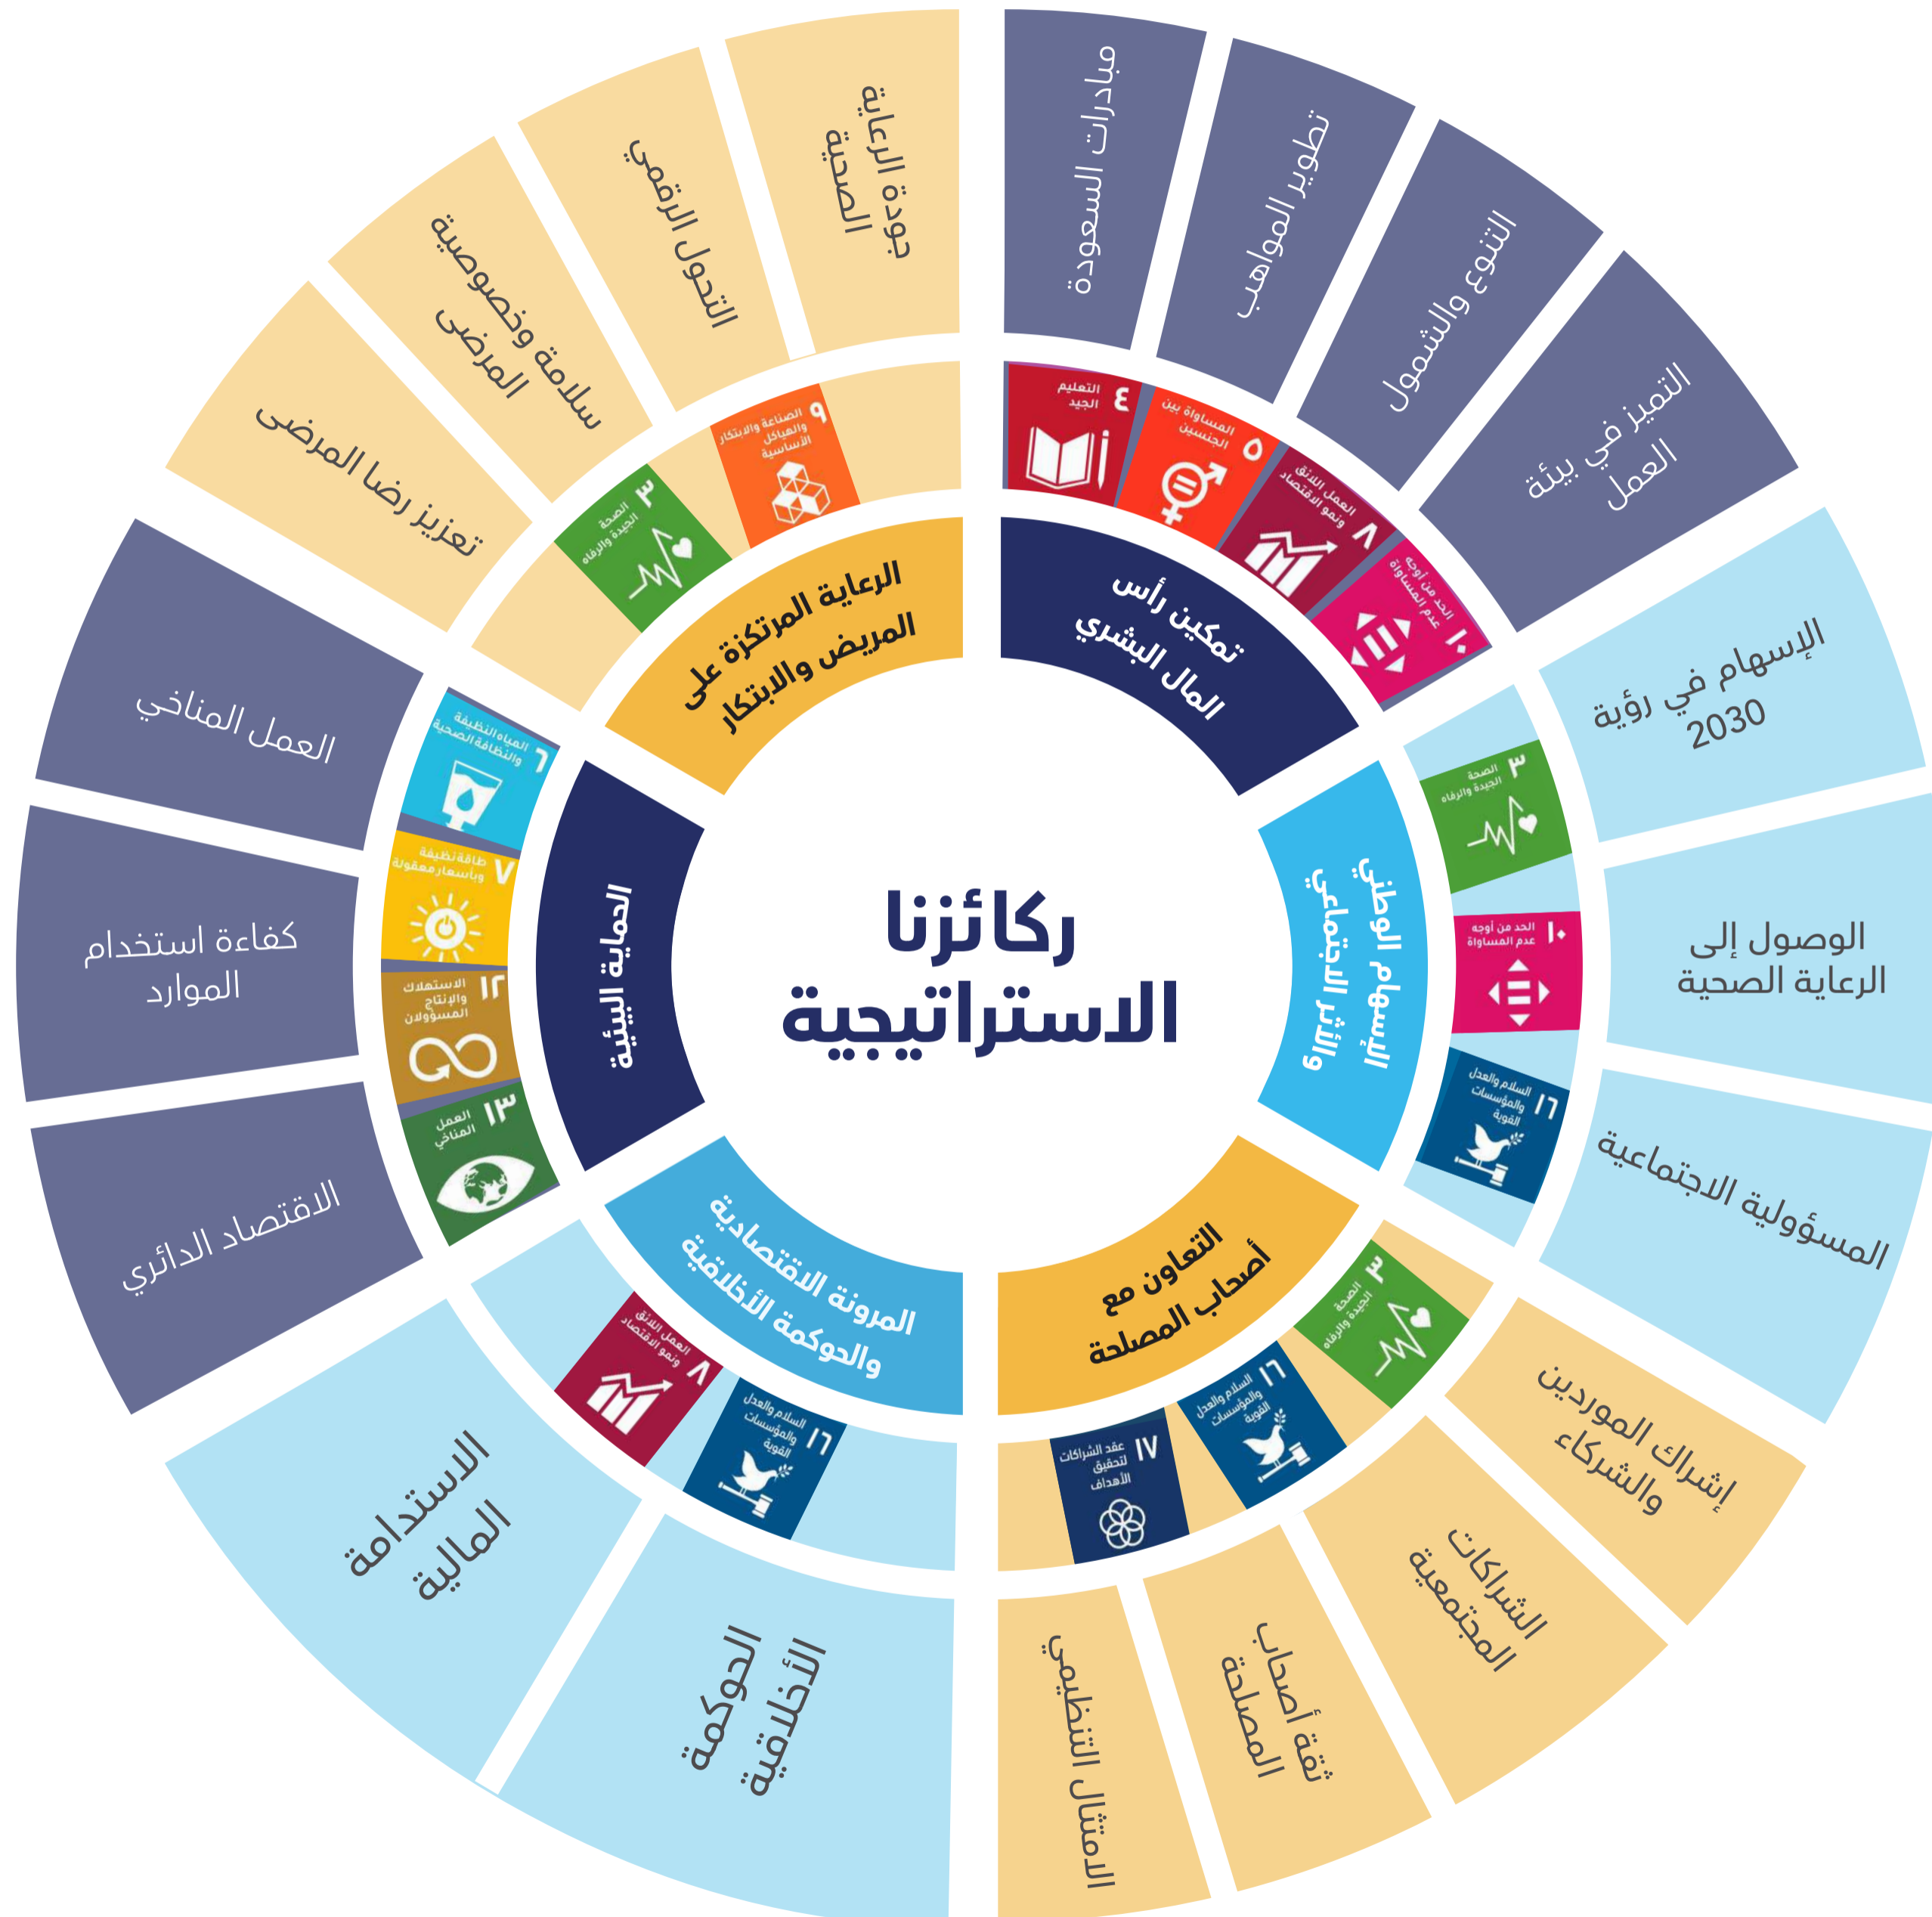 ركائزنا
الاستراتيجية
تمكين رأس
المال البشري
٤
التعليم
الجيد
٥
المساواة بين
الجنسين
٨
العمل اللائق
ونمو الاقتصاد
١٠
الحد من أوجه
عدم المساواة
مبادرات السعودة
تطوير المواهب
التنوع والشمول
التميز في بيئة
العمل
الإسهام الوطني
والأثر الاجتماعي
٣
الصحة
الجيدة والرفاه
١٠
الحد من أوجه
عدم المساواة
١٦
السلام والعدل
والمؤسسات
القوية
الإسهام في رؤية
2030
الوصول إلى
الرعاية الصحية
المسؤولية الاجتماعية
التعاون مع
أصحاب المصلحة
٣
الصحة
الجيدة والرفاه
١٦
السلام والعدل
والمؤسسات
القوية
١٧
عقد الشراكات
لتحقيق
الأهداف
إشراك الموردين
والشركاء
الشراكات
المجتمعية
ثقة أصحاب
المصلحة
الامتثال التنظيمي
المرونة الاقتصادية
والحوكمة الأخلاقية
١٦
السلام والعدل
والمؤسسات
القوية
٨
العمل اللائق
ونمو الاقتصاد
الحوكمة
الأخلاقية
الاستدامة
المالية
الحماية البيئية
٦
المياه النظيفة
والنظافة الصحية
٧
طاقة نظيفة
وبأسعار معقولة
١٢
الاستهلاك
والإنتاج
المسؤولان
١٣
العمل
المناخي
العمل المناخي
كفاءة استخدام
الموارد
الاقتصاد الدائري
الرعاية المرتكزة على
المريض والابتكار
٣
الصحة
الجيدة والرفاه
٩
الصناعة والابتكار
والهياكل
الأساسية
تعزيز رضا المرضى
سلامة وخصوصية
المرضى
التحول الرقمي
جودة الرعاية
الصحية